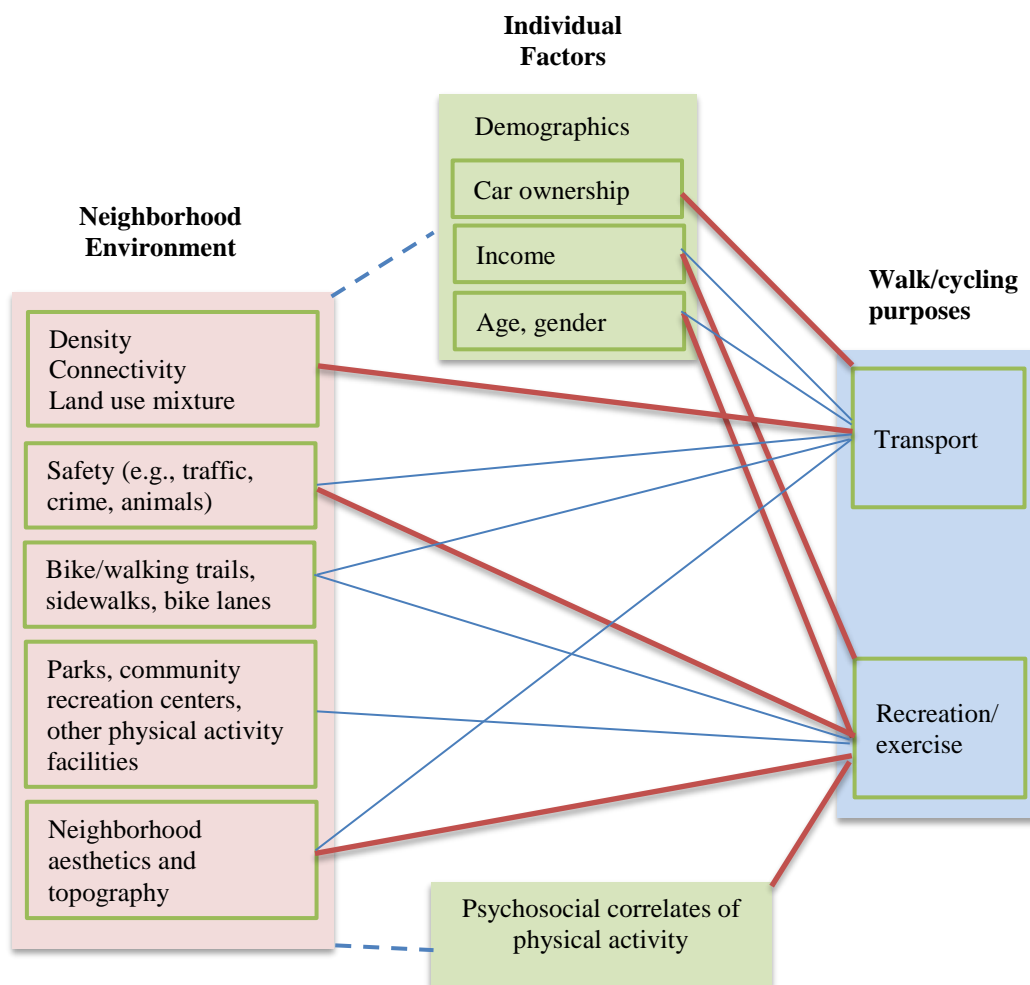 Individual
Factors
Demographics
Car ownership
Income
Age, gender
Neighborhood
Environment
Density
Connectivity
Land use mixture
Safety (e.g., traffic,
crime, animals)
Bike/walking trails,
sidewalks, bike lanes
Parks, community
recreation centers,
other physical activity
facilities
Neighborhood
aesthetics and
topography
Walk/cycling
purposes
Transport
Recreation/
exercise
Psychosocial correlates of
physical activity